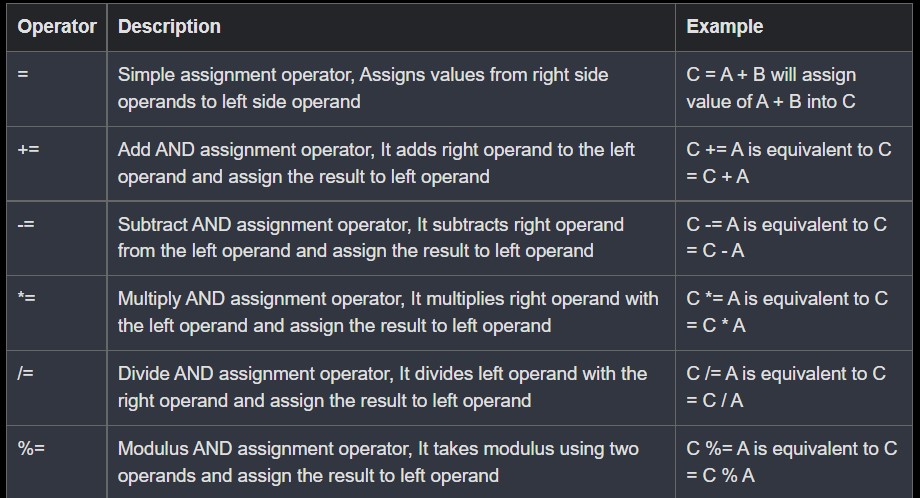 Operator Description Example
= Simple assignment operator, Assigns values from right side operands to left side operand C = A + B will assign value of A + B into C
+= Add AND assignment operator, It adds right operand to the left operand and assign the result to left operand C += A is equivalent to C = C + A
-= Subtract AND assignment operator, It subtracts right operand from the left operand and assign the result to left operand C -= A is equivalent to C = C - A
*= Multiply AND assignment operator, It multiplies right operand with the left operand and assign the result to left operand C *= A is equivalent to C = C * A
/= Divide AND assignment operator, It divides left operand with the right operand and assign the result to left operand C /= A is equivalent to C = C / A
%= Modulus AND assignment operator, It takes modulus using two operands and assign the result to left operand C %= A is equivalent to C = C % A